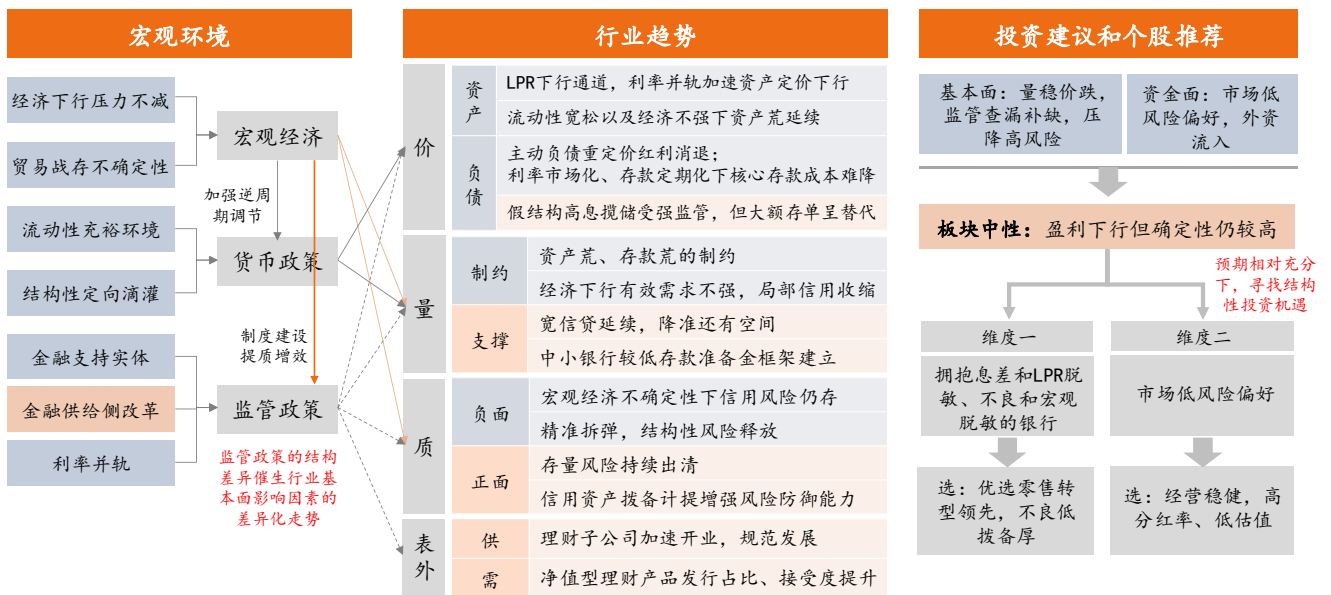 宏观环境
经济下行压力不减
贸易战存不确定性
流动性充裕环境
结构性定向滴灌
金融支持实体
金融供给侧改革
利率并轨
宏观经济
加强逆周
期调节
货币政策
制度建设
提质增效
监管政策
监管政策的结构
差异催生行业基
本面影响因素的
差异化走势
行业趋势
价
资
产
LPR下行通道，利率并轨加速资产定价下行
流动性宽松以及经济不强下资产荒延续
负
债
主动负债重定价红利消退；
利率市场化、存款定期化下核心存款成本难降
假结构高息揽储受强监管，但大额存单呈替代
量
制约
资产荒、存款荒的制约
经济下行有效需求不强，局部信用收缩
支撑
宽信贷延续，降准还有空间
中小银行较低存款准备金框架建立
质
负面
宏观经济不确定性下信用风险仍存
精准拆弹，结构性风险释放
正面
存量风险持续出清
信用资产拨备计提增强风险防御能力
表
外
供
理财子公司加速开业，规范发展
需
净值型理财产品发行占比、接受度提升
投资建议和个股推荐
基本面：量稳价跌，
监管查漏补缺，压
降高风险
资金面：市场低
风险偏好，外资
流入
板块中性：盈利下行但确定性仍较高
预期相对充分
下，寻找结构
性投资机遇
维度一
拥抱息差和LPR脱
敏、不良和宏观
脱敏的银行
选：优选零售转
型领先，不良低
拨备厚
维度二
市场低风险偏好
选：经营稳健，高
分红率、低估值